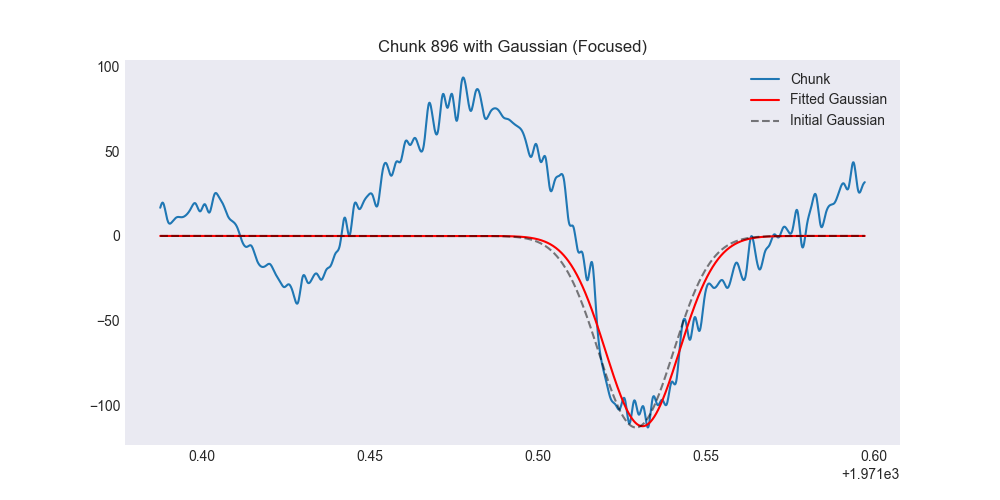 Chunk 896 with Gaussian (Focused)
100
50
0
−50
−100
Chunk
Fitted Gaussian
Initial Gaussian
0.40 0.45 0.50 0.55 0.60
+1.971e3